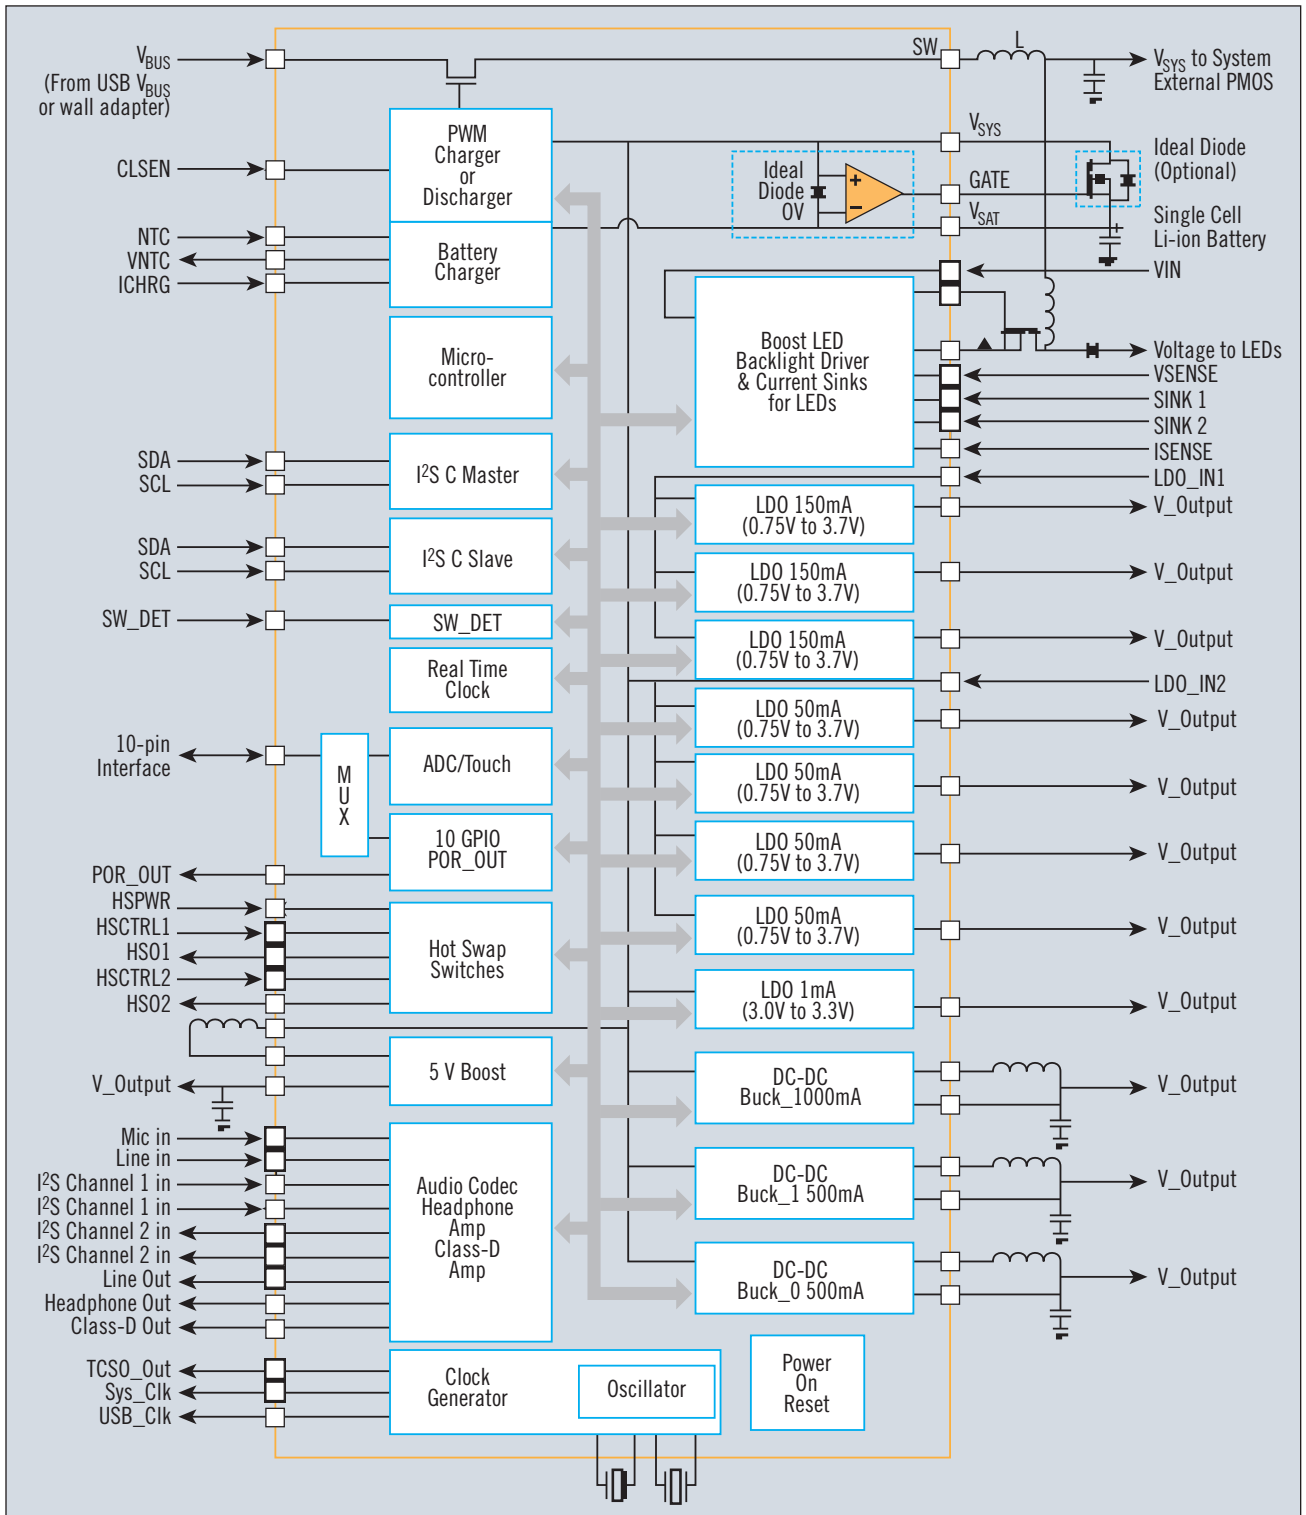 V_BUS
(From USB V_BUS
or wall adapter)
CLSEN
NTC
VNTC
ICHRG
SDA
SCL
SDA
SCL
SW_DET
10-pin
Interface
POR_OUT
HSPWR
HSCTRL1
HSO1
HSCTRL2
HSO2
V_Output
Mic in
Line in
I²S Channel 1 in
I²S Channel 1 in
I²S Channel 2 in
I²S Channel 2 in
Line Out
Headphone Out
Class-D Out
TCSO_Out
Sys_Clk
USB_Clk
PWM
Charger
or
Discharger
Battery
Charger
Micro-
controller
I²S C Master
I²S C Slave
SW_DET
Real Time
Clock
MUX
ADC/Touch
10 GPIO
POR_OUT
Hot Swap
Switches
5 V Boost
Audio Codec
Headphone
Amp
Class-D
Amp
Clock
Generator
Oscillator
Power
On
Reset
Ideal
Diode
OV
+
−
Boost LED
Backlight Driver
& Current Sinks
for LEDs
LDO 150mA
(0.75V to 3.7V)
LDO 150mA
(0.75V to 3.7V)
LDO 150mA
(0.75V to 3.7V)
LDO 50mA
(0.75V to 3.7V)
LDO 50mA
(0.75V to 3.7V)
LDO 50mA
(0.75V to 3.7V)
LDO 50mA
(0.75V to 3.7V)
LDO 1mA
(3.0V to 3.3V)
DC-DC
Buck_1000mA
DC-DC
Buck_1 500mA
DC-DC
Buck_0 500mA
SW
L
V_SYS
GATE
V_SAT
+
V_SYS to System
External PMOS
Ideal Diode
(Optional)
Single Cell
Li-ion Battery
VIN
Voltage to LEDs
VSENSE
SINK 1
SINK 2
ISENSE
LDO_IN1
V_Output
V_Output
V_Output
LDO_IN2
V_Output
V_Output
V_Output
V_Output
V_Output
V_Output
V_Output
V_Output